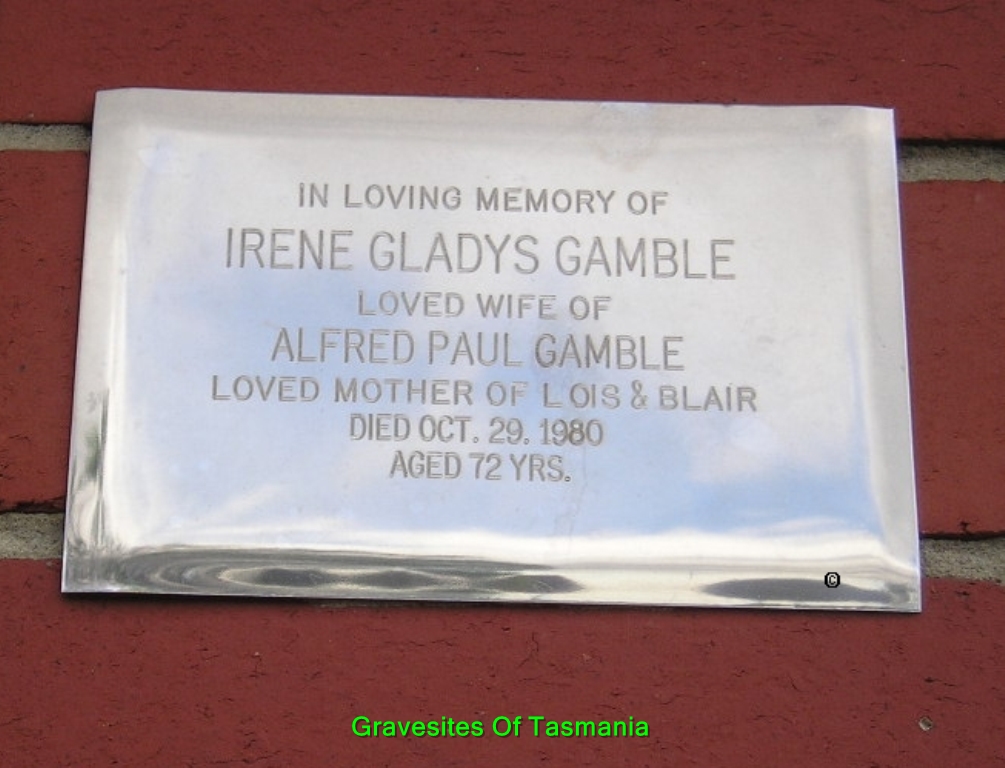 IN LOVING MEMORY OF
IRENE GLADYS GAMBLE
LOVED WIFE OF
ALFRED PAUL GAMBLE
LOVED MOTHER OF LOIS & BLAIR
DIED OCT. 29. 1980
AGED 72 YRS.
©
Gravesites Of Tasmania